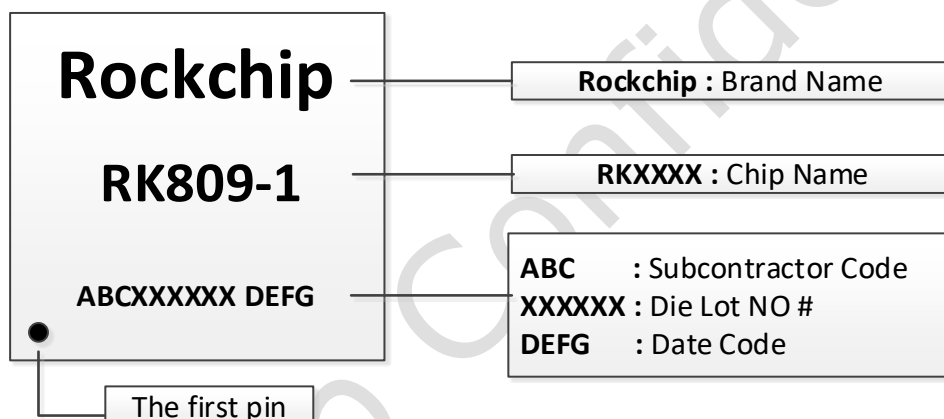 Rockchip
Rockchip : Brand Name
RK809-1
RKXXXX : Chip Name
ABCXXXXXX DEFG
ABC : Subcontractor Code
XXXXXX : Die Lot NO #
DEFG : Date Code
The first pin